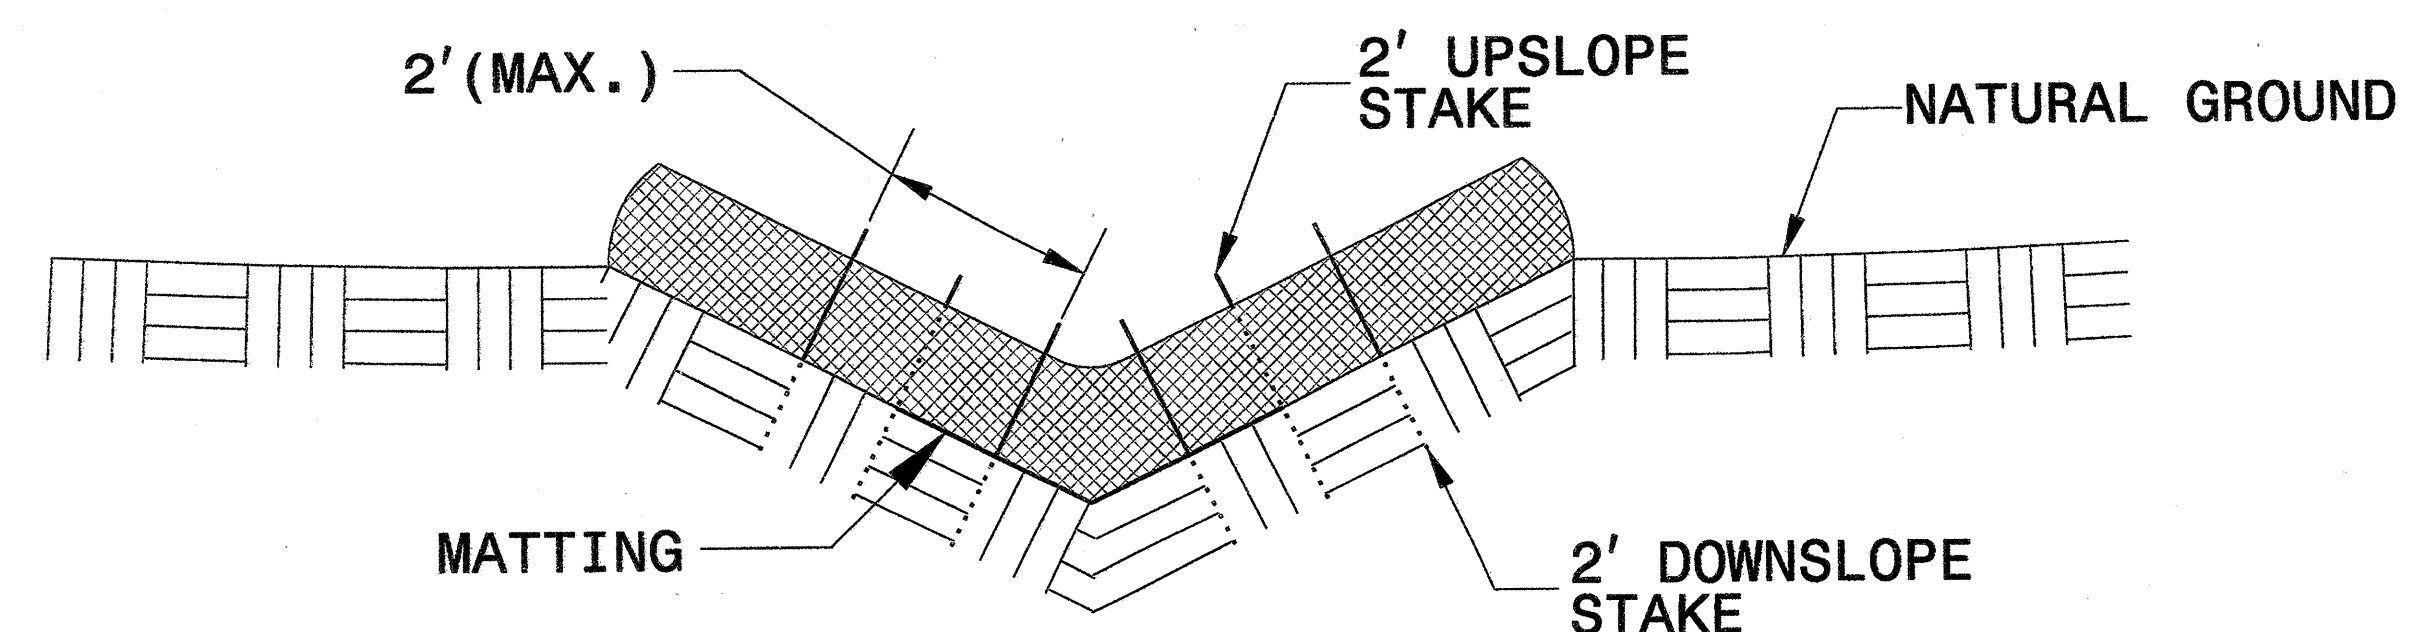 2'(MAX.)
2' UPSLOPE
STAKE
NATURAL GROUND
MATTING
2' DOWNSLOPE
STAKE